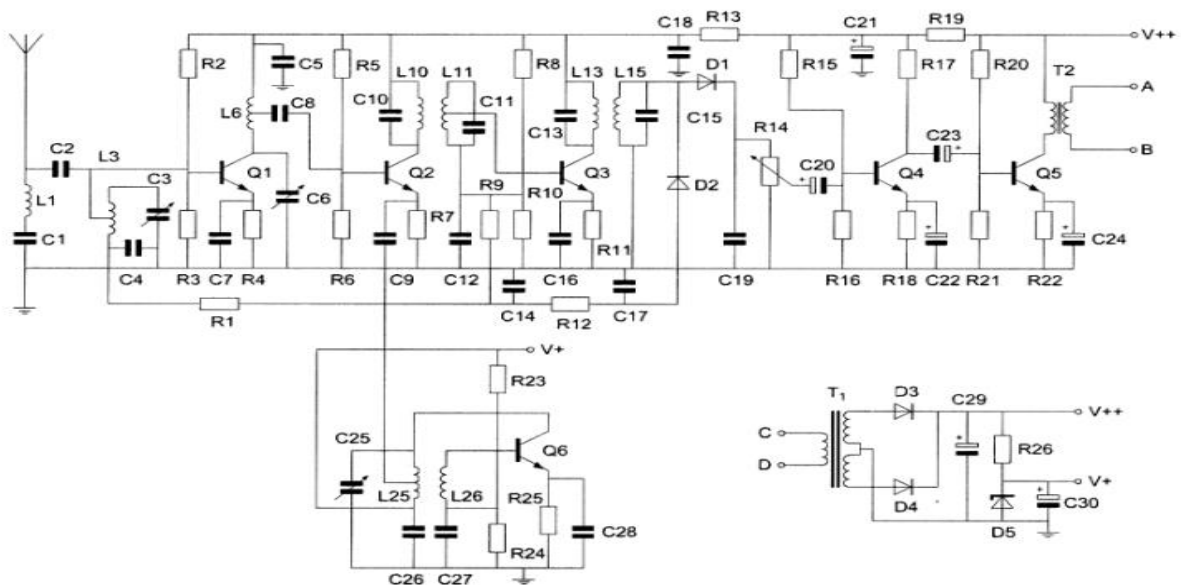 C18 R13 C21 R19
V++
R2 C5 R5 L10 L11 R8 L13 L15 D1 R15 R17 R20 T2
A
L6 C8 C10 C11 C13 C15 R14
C2 L3 Q1 Q2 Q3 C20 Q4 C23 Q5 B
L1 C3 C6 R9 R10 D2
C1 R7 R11 C24
C4 R3 C7 R4 R6 C9 C12 C16 C19 R16 R18 C22 R21 R22
R1 C14 R12 C17
V+
R23
C25 Q6
L25 L26 R25
R24 C28
C26 C27
T1 D3 C29 V++
C
D R26
V+
D4 D5 C30